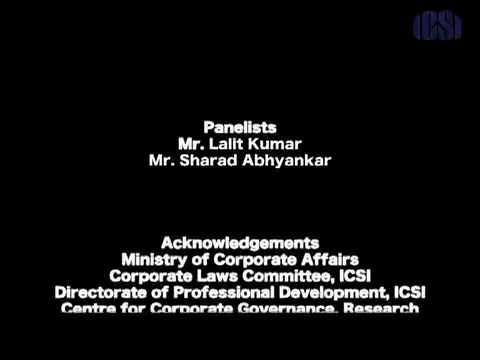 ICSI
Panelists
Mr. Lalit Kumar
Mr. Sharad Abhyankar
Acknowledgements
Ministry of Corporate Affairs
Corporate Laws Committee, ICSI
Directorate of Professional Development, ICSI
Centre for Corporate Governance, Research